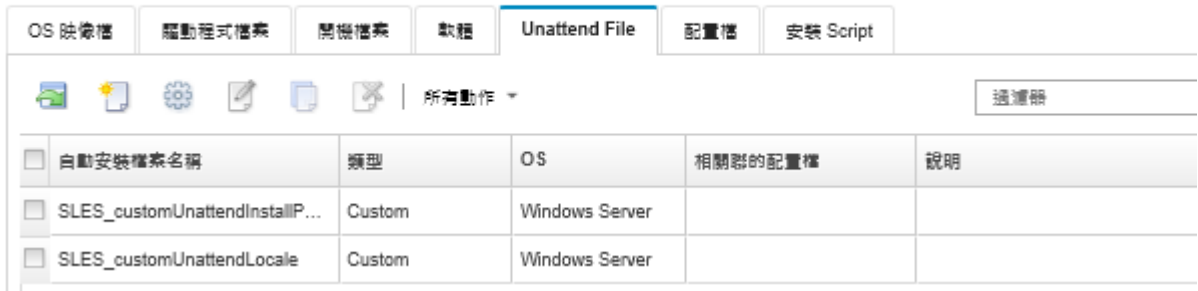 OS 映像檔 驅動程式檔案 開機檔案 軟體 Unattend File 配置檔 安裝 Script
所有動作 過濾器
自動安裝檔案名稱 類型 OS 相關聯的配置檔 說明
SLES_customUnattendInstallP... Custom Windows Server
SLES_customUnattendLocale Custom Windows Server